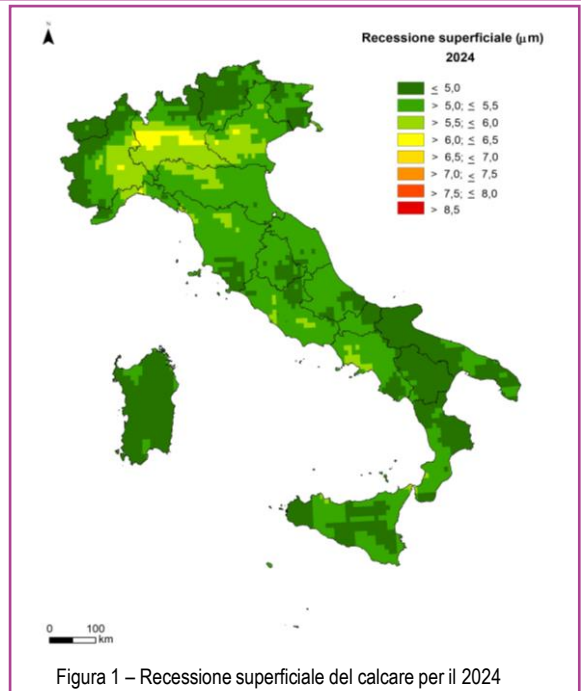 N
Recessione superficiale (µm)
2024
≤ 5,0
> 5,0; ≤ 5,5
> 5,5; ≤ 6,0
> 6,0; ≤ 6,5
> 6,5; ≤ 7,0
> 7,0; ≤ 7,5
> 7,5; ≤ 8,0
> 8,5
0 100
km
Figura 1 – Recessione superficiale del calcare per il 2024